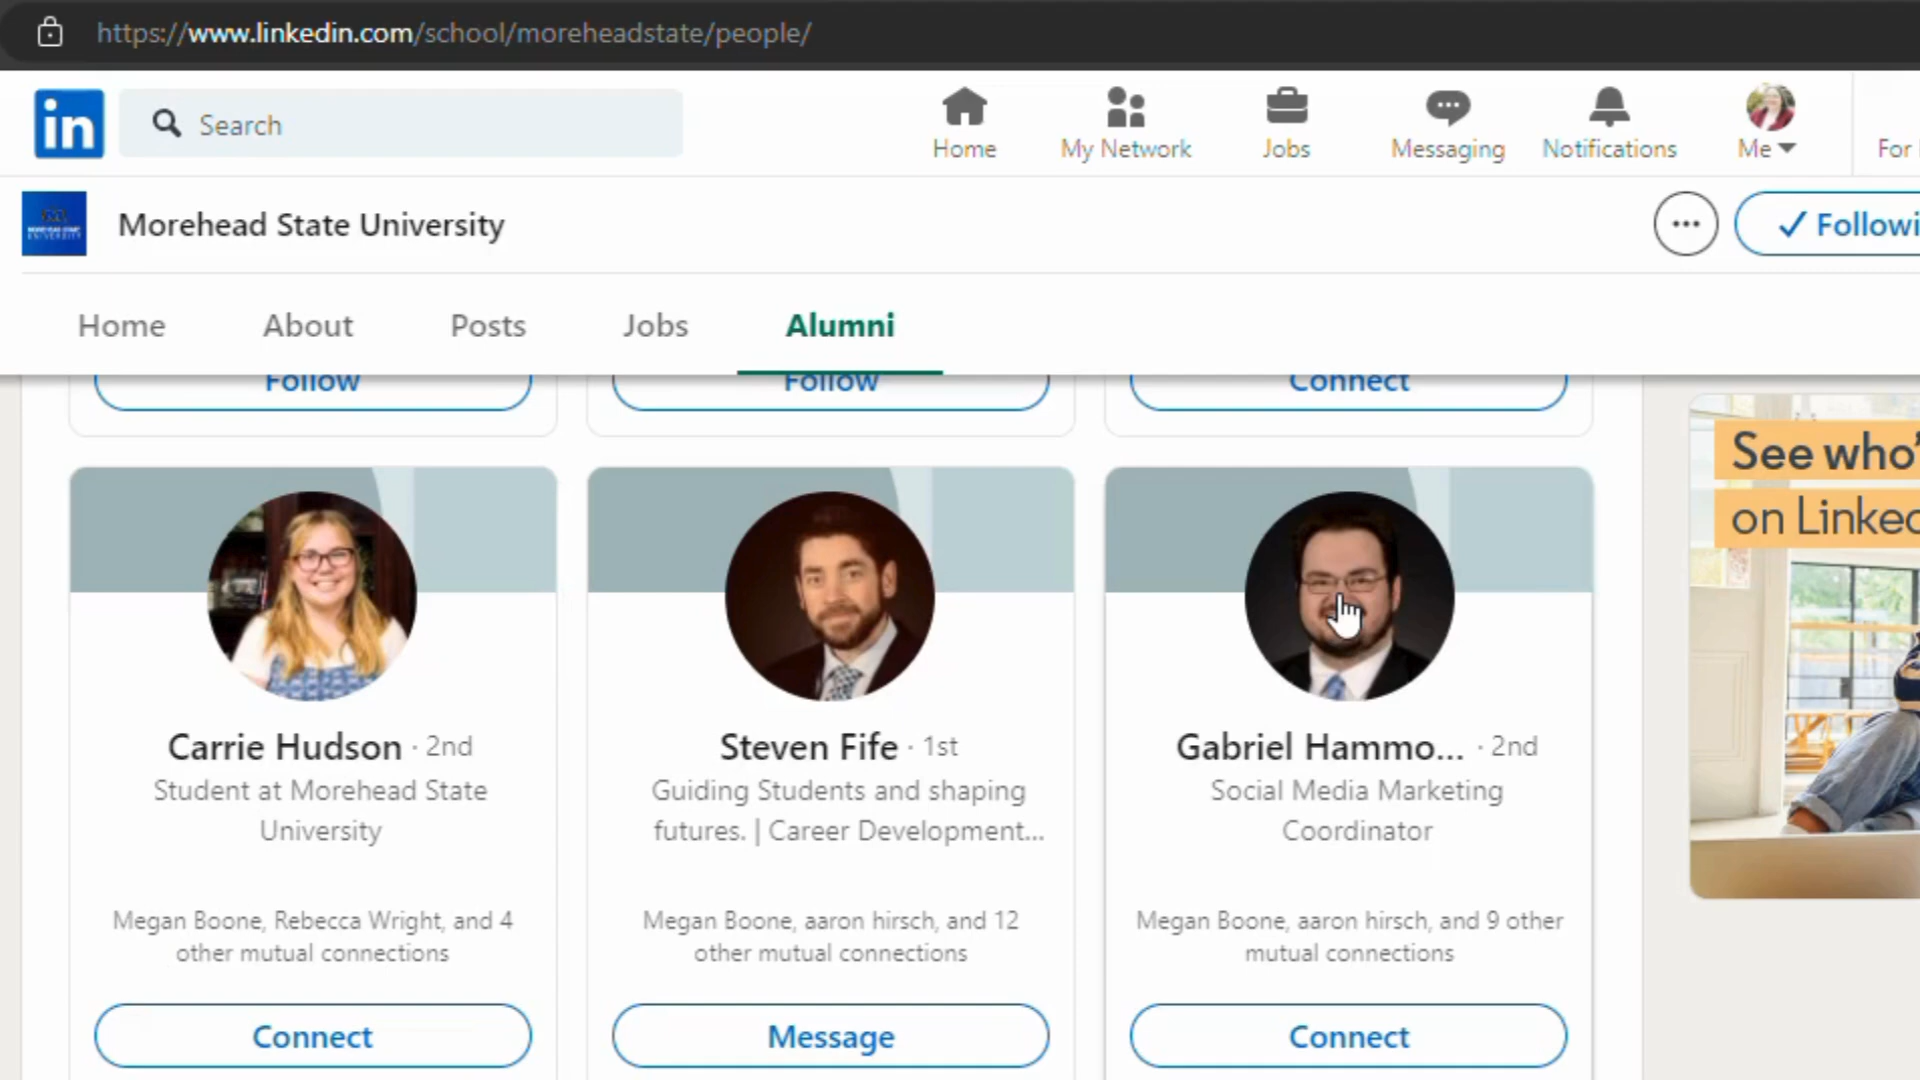 https://www.linkedin.com/school/moreheadstate/people/
in
Search
Home
My Network
Jobs
Messaging
Notifications
Me
For
Morehead State University
Followi
Home
About
Posts
Jobs
Alumni
Follow
Follow
Connect
See who'
on Linked
Carrie Hudson · 2nd
Student at Morehead State
University
Megan Boone, Rebecca Wright, and 4
other mutual connections
Connect
Steven Fife · 1st
Guiding Students and shaping
futures. | Career Development...
Megan Boone, aaron hirsch, and 12
other mutual connections
Message
Gabriel Hammo... · 2nd
Social Media Marketing
Coordinator
Megan Boone, aaron hirsch, and 9 other
mutual connections
Connect